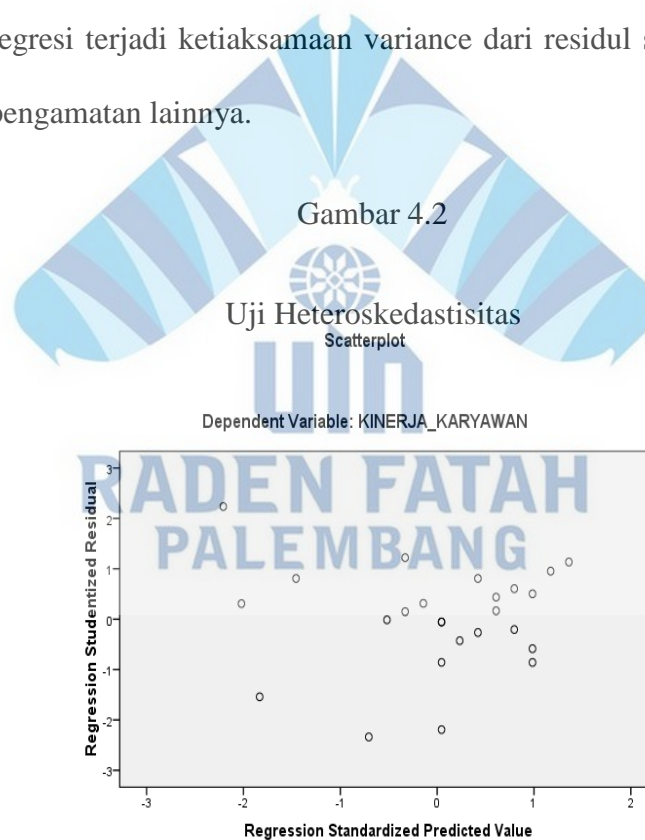 egresi terjadi ketiaksamaan variance dari residul s
pengamatan lainnya.
Gambar 4.2
Uji Heteroskedastisitas
Scatterplot
uin
Dependent Variable: KINERJA_KARYAWAN
RADEN FATAH
PALEMBANG
Regression Studentized Residual
3
2
1
0
-1
-2
-3
-3 -2 -1 0 1 2
Regression Standardized Predicted Value